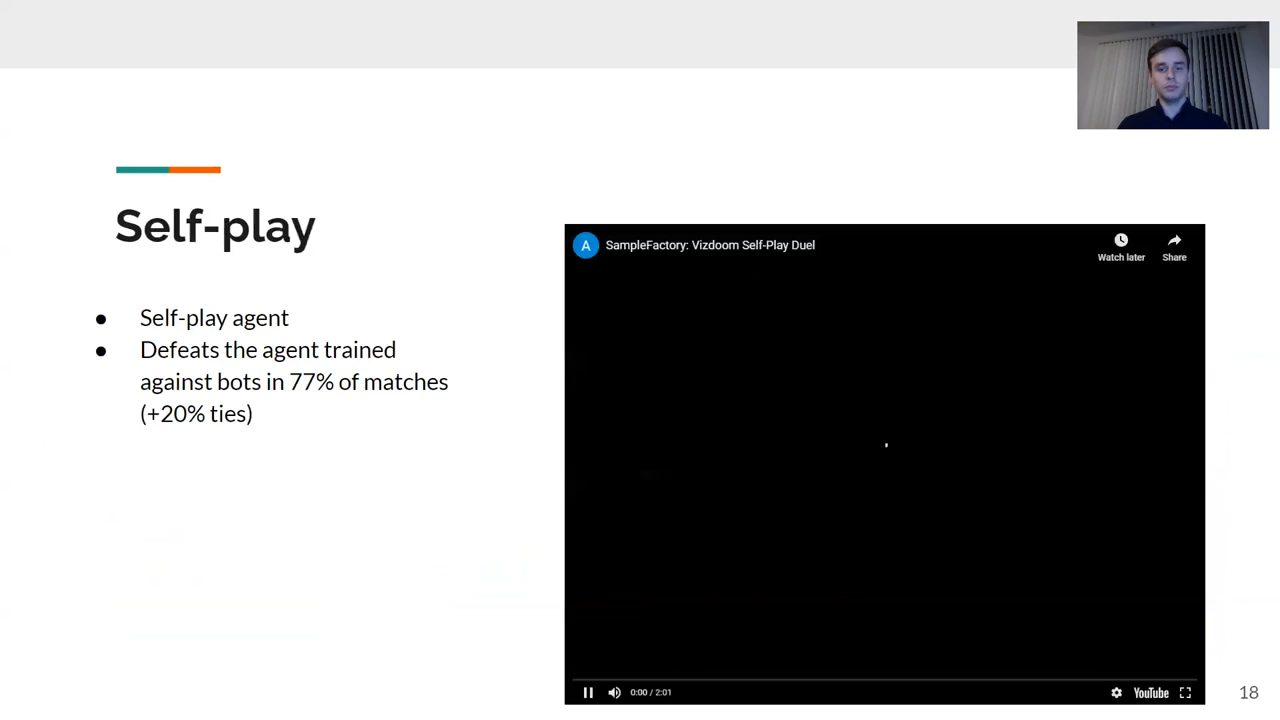 Self-play
● Self-play agent
● Defeats the agent trained
against bots in 77% of matches
(+20% ties)
A SampleFactory: Vizdoom Self-Play Duel
Watch later Share
0:00 / 2:01
YouTube
18